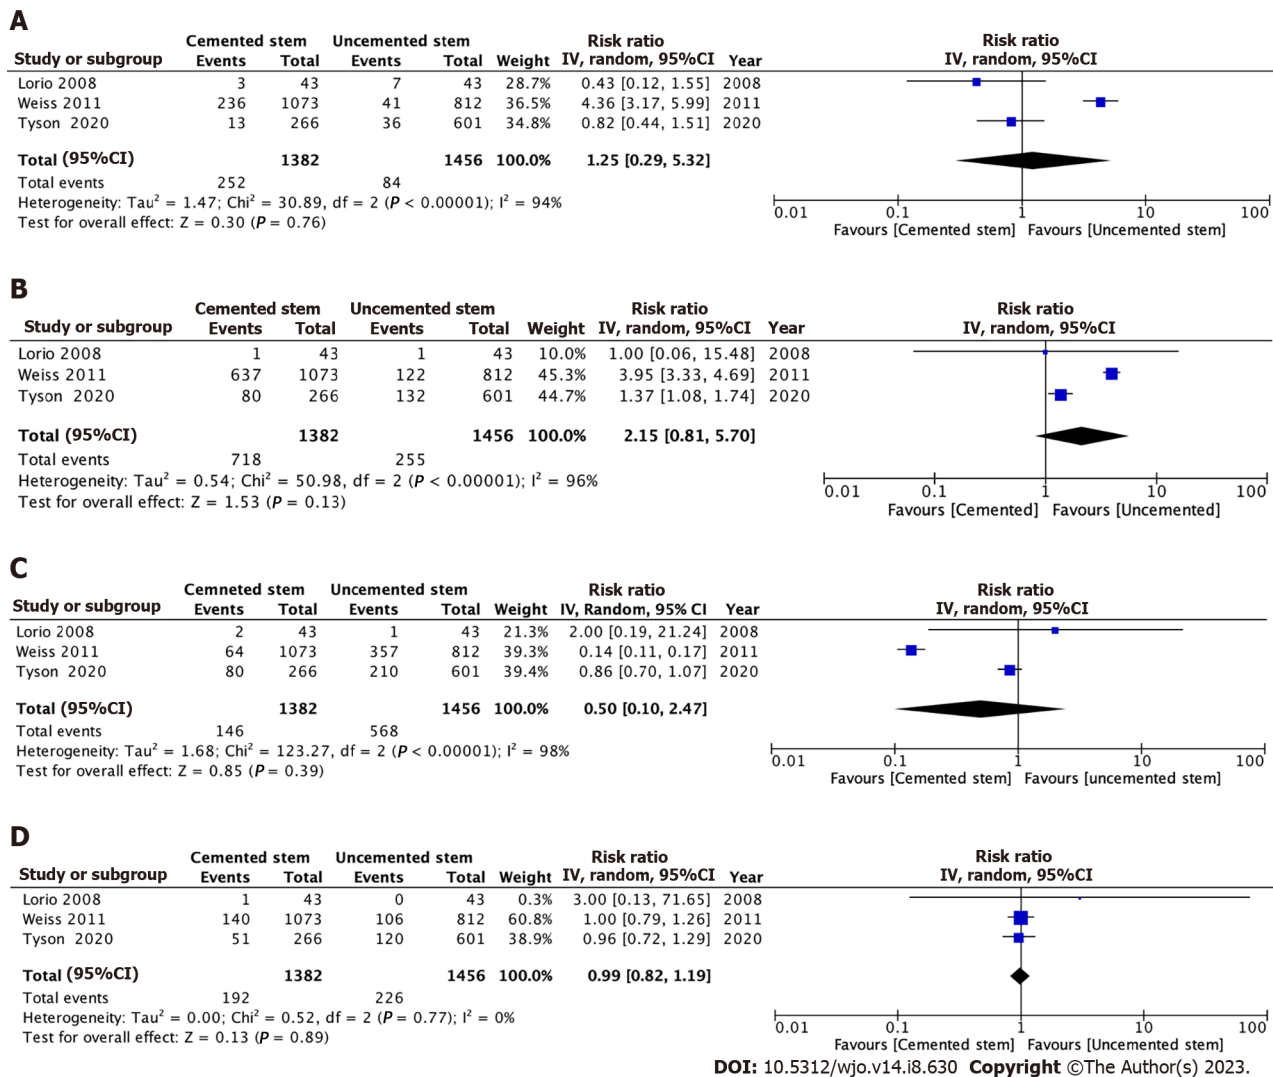 A
Cemented stem Uncemented stem Risk ratio Risk ratio
Study or subgroup Events Total Events Total Weight IV, random, 95%CI Year IV, random, 95%CI
Lorio 2008 3 43 7 43 28.7% 0.43 [0.12, 1.55] 2008
Weiss 2011 236 1073 41 812 36.5% 4.36 [3.17, 5.99] 2011
Tyson 2020 13 266 36 601 34.8% 0.82 [0.44, 1.51] 2020
Total (95%CI) 1382 1456 100.0% 1.25 [0.29, 5.32]
Total events 252 84
Heterogeneity: Tau² = 1.47; Chi² = 30.89, df = 2 (P < 0.00001); I² = 94%
Test for overall effect: Z = 0.30 (P = 0.76)
0.01 0.1 1 10 100
Favours [Cemented stem] Favours [Uncemented stem]
B
Cemented stem Uncemented stem Risk ratio Risk ratio
Study or subgroup Events Total Events Total Weight IV, random, 95%CI Year IV, random, 95%CI
Lorio 2008 1 43 1 43 10.0% 1.00 [0.06, 15.48] 2008
Weiss 2011 637 1073 122 812 45.3% 3.95 [3.33, 4.69] 2011
Tyson 2020 80 266 132 601 44.7% 1.37 [1.08, 1.74] 2020
Total (95%CI) 1382 1456 100.0% 2.15 [0.81, 5.70]
Total events 718 255
Heterogeneity: Tau² = 0.54; Chi² = 50.98, df = 2 (P < 0.00001); I² = 96%
Test for overall effect: Z = 1.53 (P = 0.13)
0.01 0.1 1 10 100
Favours [Cemented] Favours [Uncemented]
C
Cemneted stem Uncemented stem Risk ratio Risk ratio
Study or subgroup Events Total Events Total Weight IV, Random, 95% CI Year IV, random, 95%CI
Lorio 2008 2 43 1 43 21.3% 2.00 [0.19, 21.24] 2008
Weiss 2011 64 1073 357 812 39.3% 0.14 [0.11, 0.17] 2011
Tyson 2020 80 266 210 601 39.4% 0.86 [0.70, 1.07] 2020
Total (95%CI) 1382 1456 100.0% 0.50 [0.10, 2.47]
Total events 146 568
Heterogeneity: Tau² = 1.68; Chi² = 123.27, df = 2 (P < 0.00001); I² = 98%
Test for overall effect: Z = 0.85 (P = 0.39)
0.01 0.1 1 10 100
Favours [Cemented stem] Favours [uncemented stem]
D
Cemented stem Uncemented stem Risk ratio Risk ratio
Study or subgroup Events Total Events Total Weight IV, random, 95%CI Year IV, random, 95%CI
Lorio 2008 1 43 0 43 0.3% 3.00 [0.13, 71.65] 2008
Weiss 2011 140 1073 106 812 60.8% 1.00 [0.79, 1.26] 2011
Tyson 2020 51 266 120 601 38.9% 0.96 [0.72, 1.29] 2020
Total (95%CI) 1382 1456 100.0% 0.99 [0.82, 1.19]
Total events 192 226
Heterogeneity: Tau² = 0.00; Chi² = 0.52, df = 2 (P = 0.77); I² = 0%
Test for overall effect: Z = 0.13 (P = 0.89)
0.01 0.1 1 10 100
Favours [Cemented stem] Favours [Uncemented stem]
DOI: 10.5312/wjo.v14.i8.630 Copyright ©The Author(s) 2023.